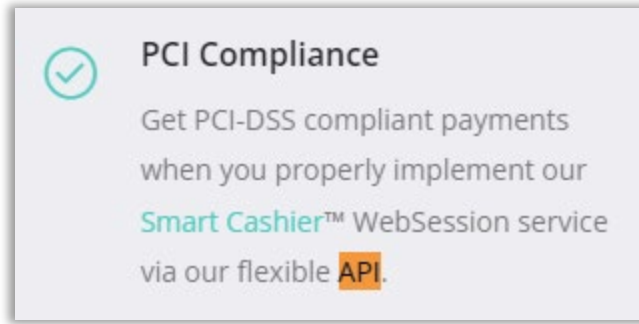 PCI Compliance
Get PCI-DSS compliant payments
when you properly implement our
Smart Cashier™ WebSession service
via our flexible API.